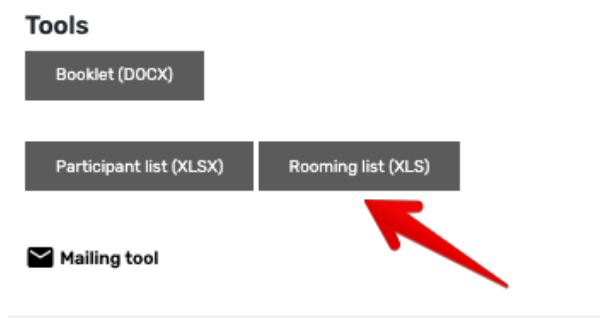 Tools
Booklet (DOCX)
Participant list (XLSX) Rooming list (XLS)
Mailing tool